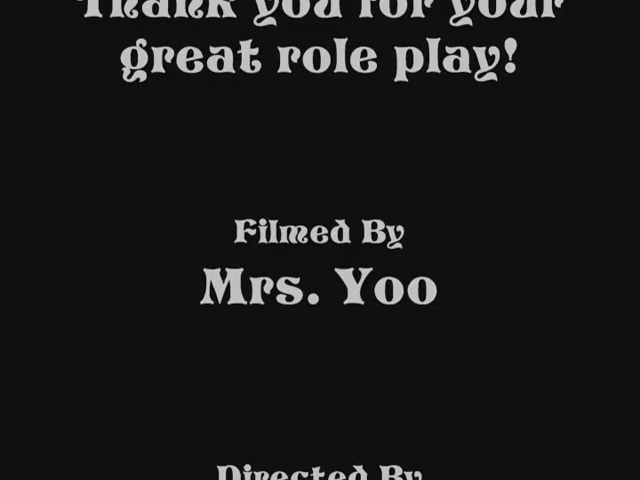 Thank you for your
great role play!
Filmed By
Mrs. Yoo
Directed By